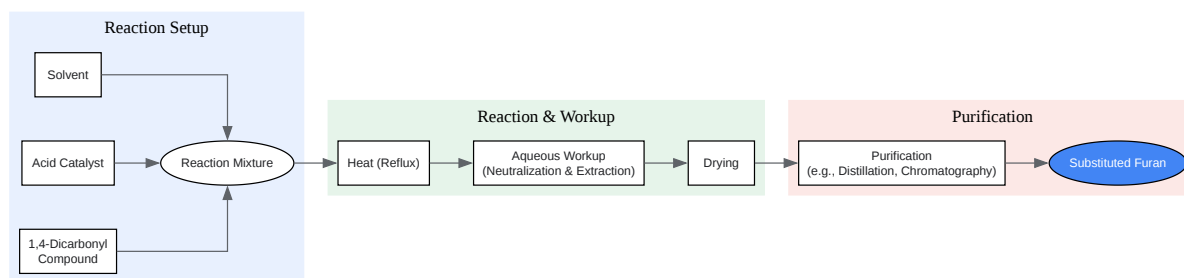 Reaction Setup
Solvent
Acid Catalyst
Reaction Mixture
1,4-Dicarbonyl
Compound
Reaction & Workup
Heat (Reflux)
Aqueous Workup
(Neutralization & Extraction)
Drying
Purification
Purification
(e.g., Distillation, Chromatography)
Substituted Furan